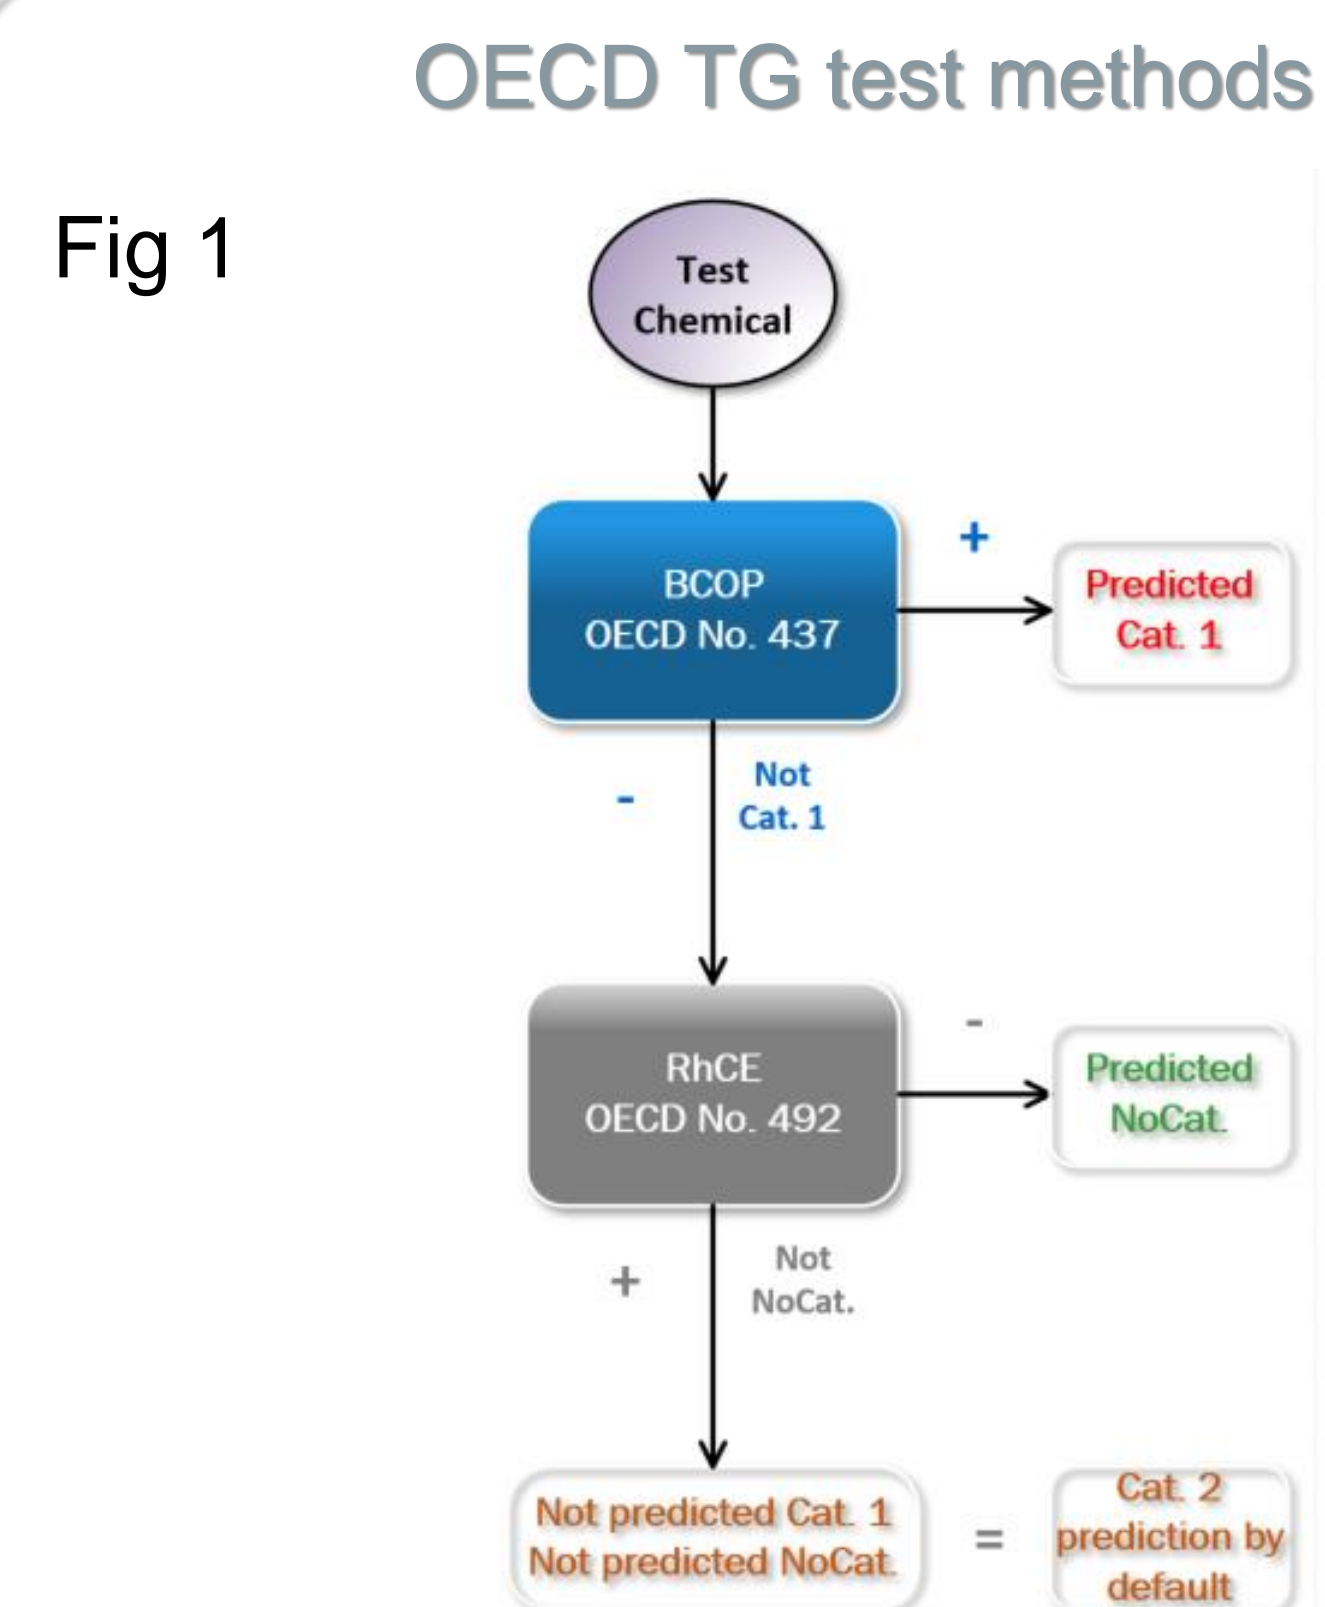 OECD TG test methods
Fig 1
Test
Chemical
BCOP
OECD No. 437
+
Predicted
Cat. 1
-
Not
Cat. 1
RhCE
OECD No. 492
-
Predicted
NoCat.
+
Not
NoCat.
Not predicted Cat. 1
Not predicted NoCat.
=
Cat. 2
prediction by
default